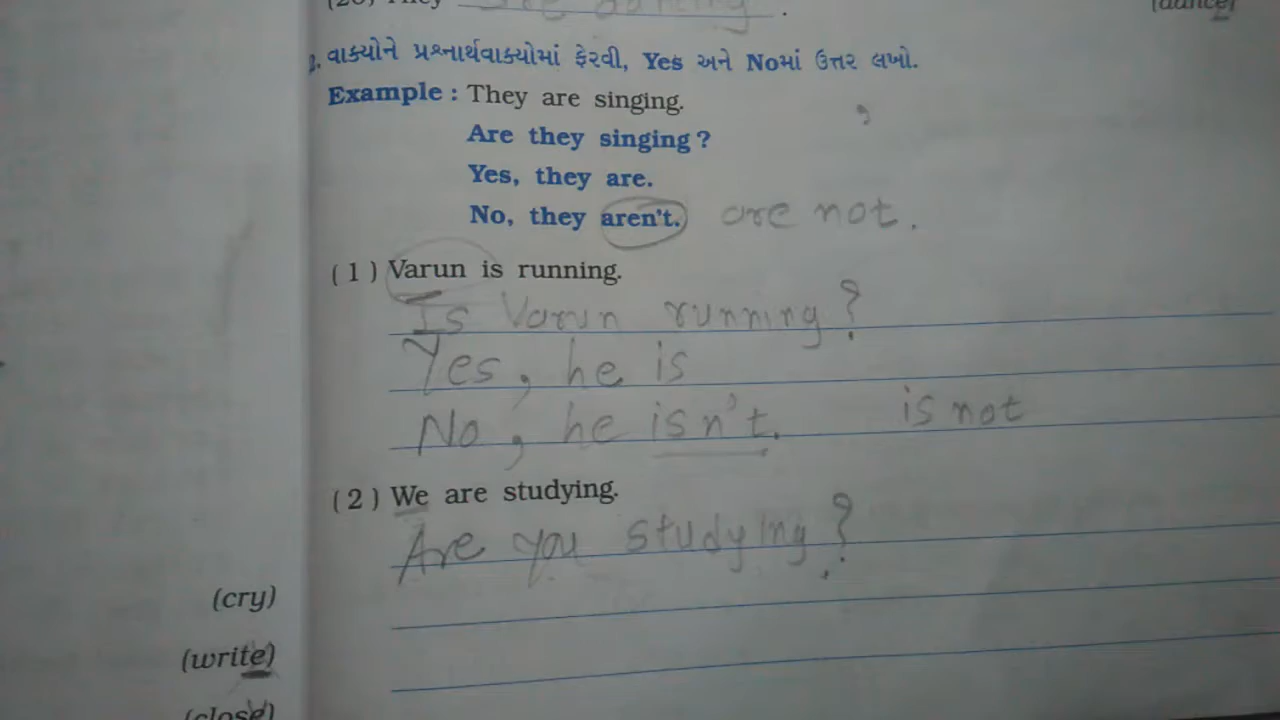 They
વાક્યોને પ્રશ્નાર્થવાક્યોમાં ફેરવી, Yes અને Noમાં ઉત્તર લખો.
Example : They are singing.
Are they singing ?
Yes, they are.
No, they aren't. are not.
( 1 ) Varun is running.
Is Varun running?
Yes, he is
No, he isn't. is not
( 2 ) We are studying.
Are you studying?
(cry)
(write)
(close)